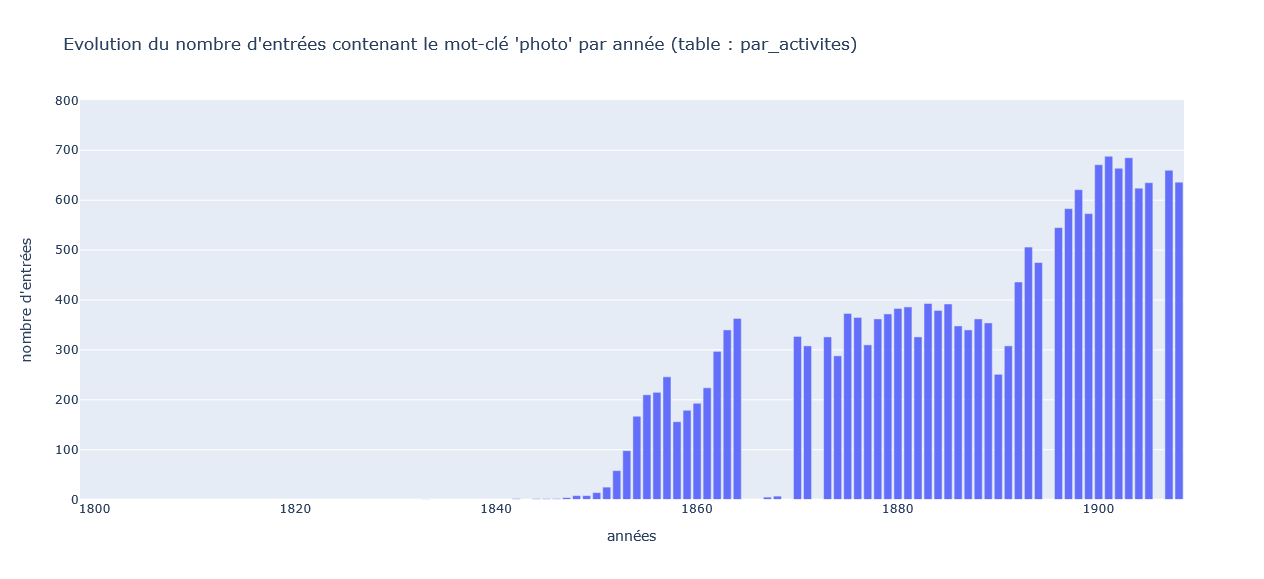 Evolution du nombre d'entrées contenant le mot-clé 'photo' par année (table : par_activites)
800
700
600
500
400
300
200
100
0
nombre d'entrées
1800 1820 1840 1860 1880 1900
années